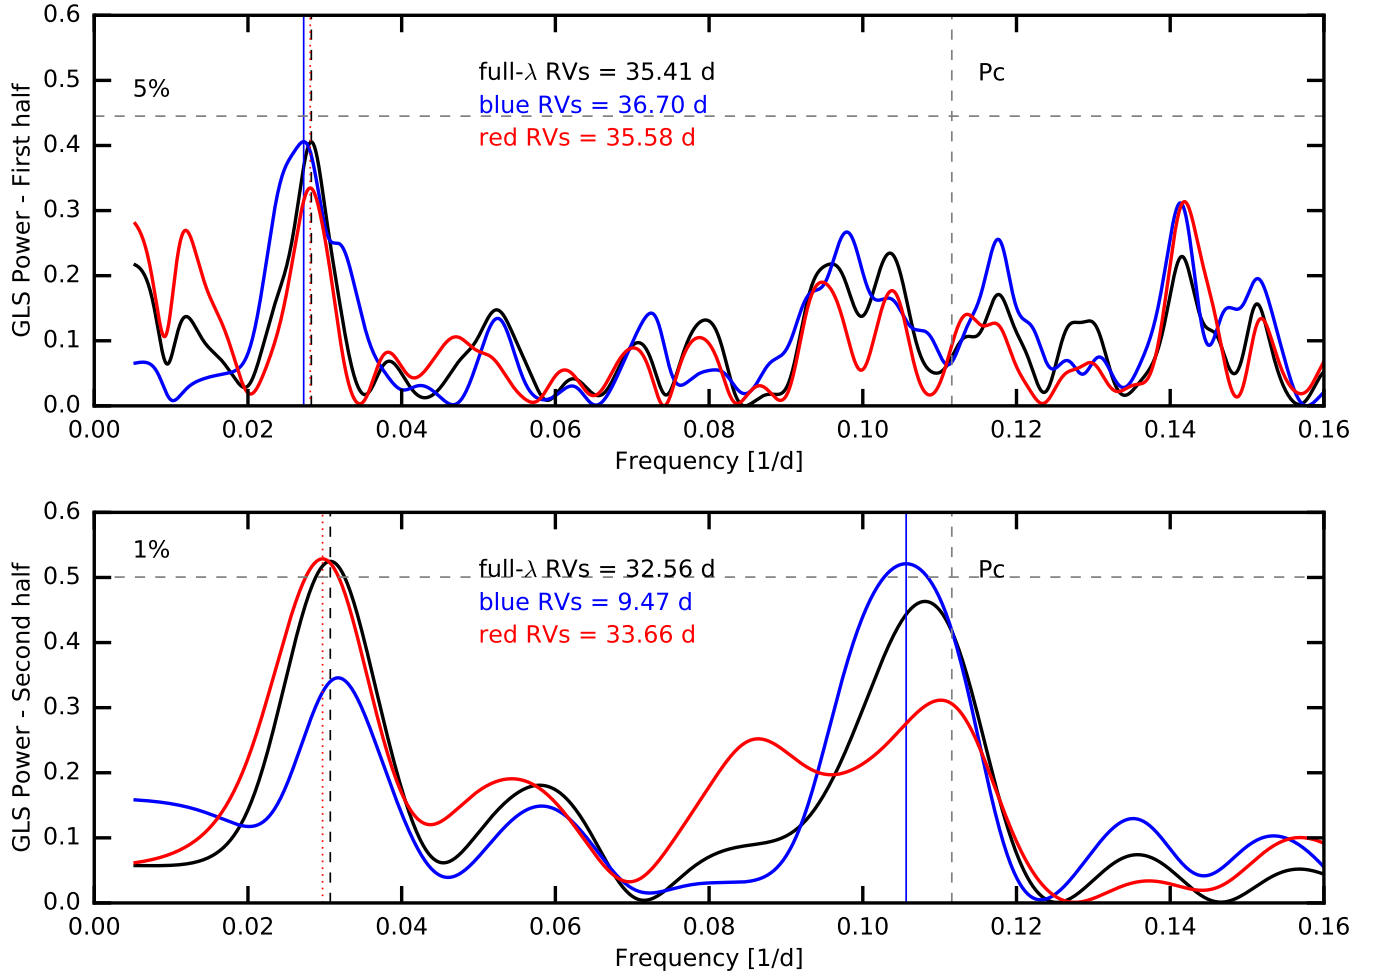 0.6
0.5
0.4
0.3
0.2
0.1
0.0
GLS Power - First half
5%
full-λ RVs = 35.41 d
blue RVs = 36.70 d
red RVs = 35.58 d
Pc
0.00 0.02 0.04 0.06 0.08 0.10 0.12 0.14 0.16
Frequency [1/d]
0.6
0.5
0.4
0.3
0.2
0.1
0.0
GLS Power - Second half
1%
full-λ RVs = 32.56 d
blue RVs = 9.47 d
red RVs = 33.66 d
Pc
0.00 0.02 0.04 0.06 0.08 0.10 0.12 0.14 0.16
Frequency [1/d]